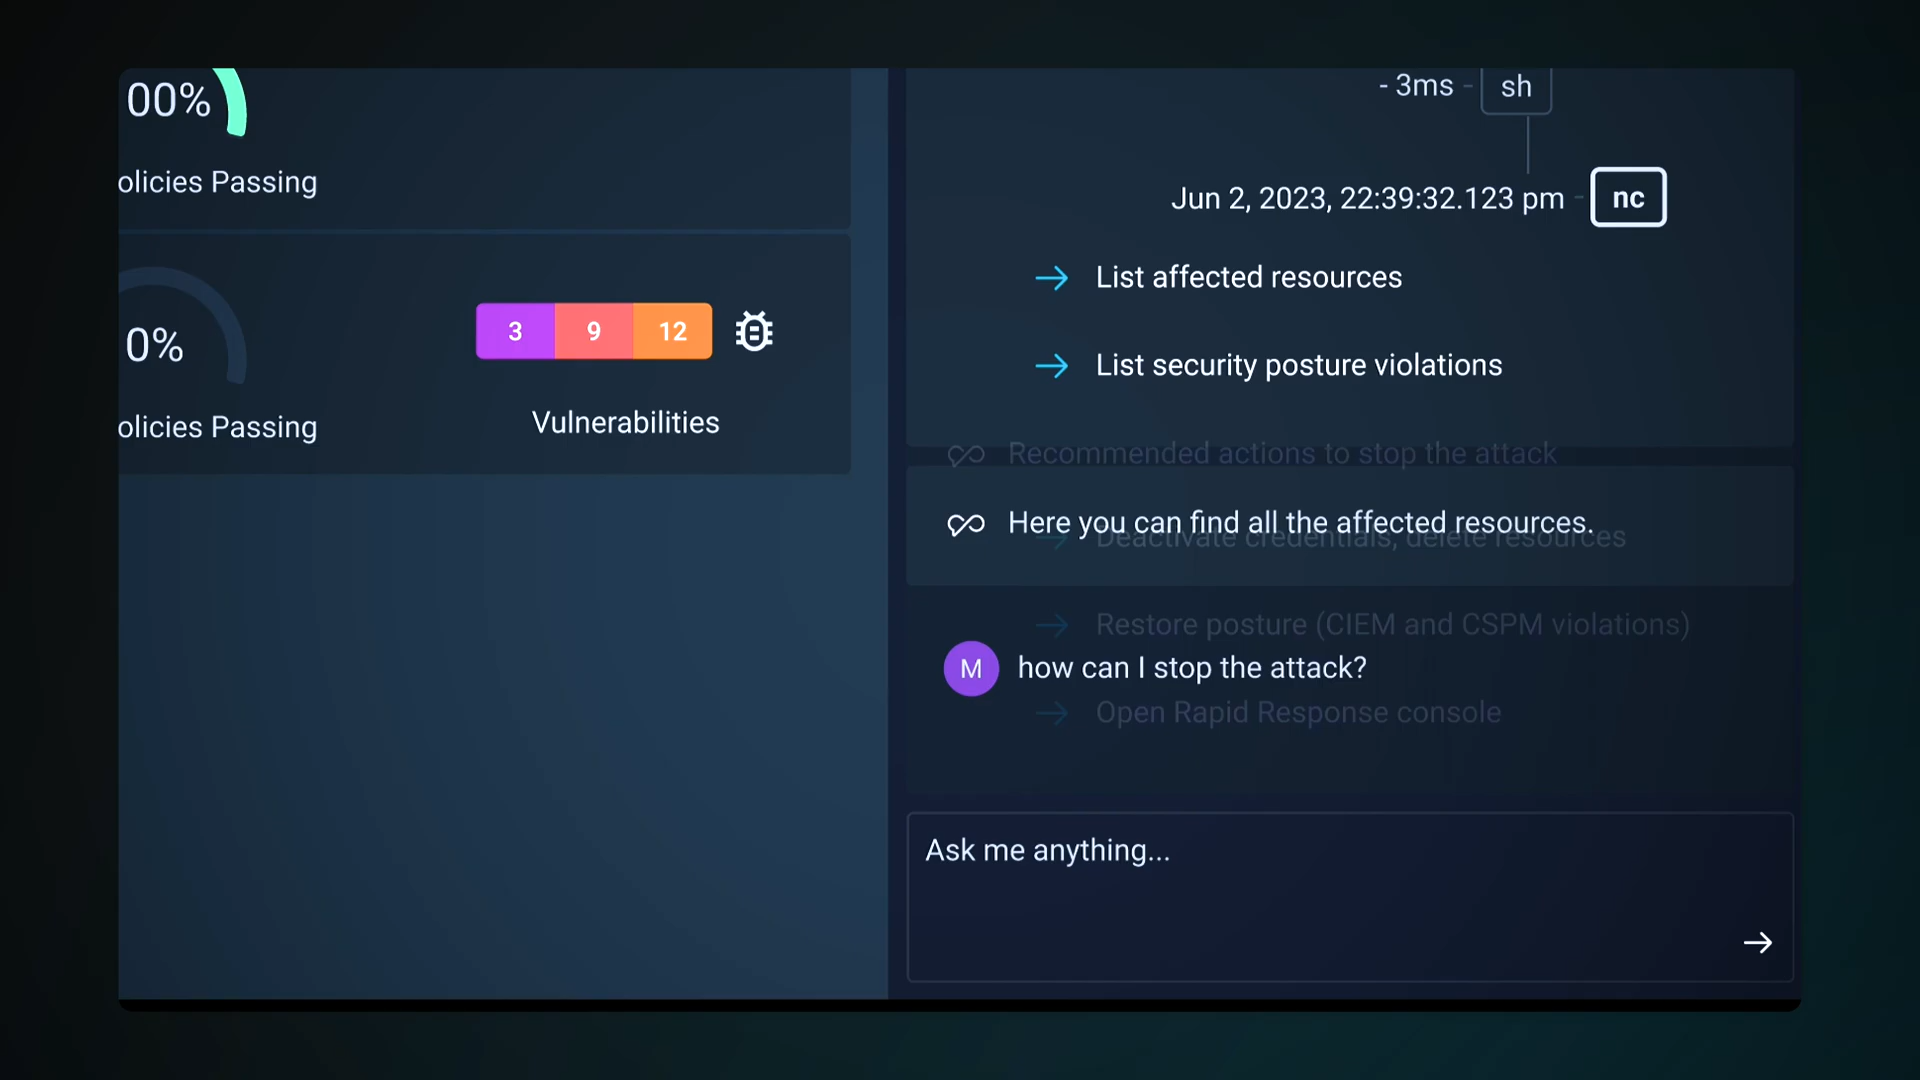 00%
olicies Passing
0%
olicies Passing
3 9 12
Vulnerabilities
- 3ms - sh
Jun 2, 2023, 22:39:32.123 pm - nc
→ List affected resources
→ List security posture violations
Recommended actions to stop the attack
Here you can find all the affected resources.
→ Deactivate credentials, delete resources
→ Restore posture (CIEM and CSPM violations)
M how can I stop the attack?
→ Open Rapid Response console
Ask me anything...
→